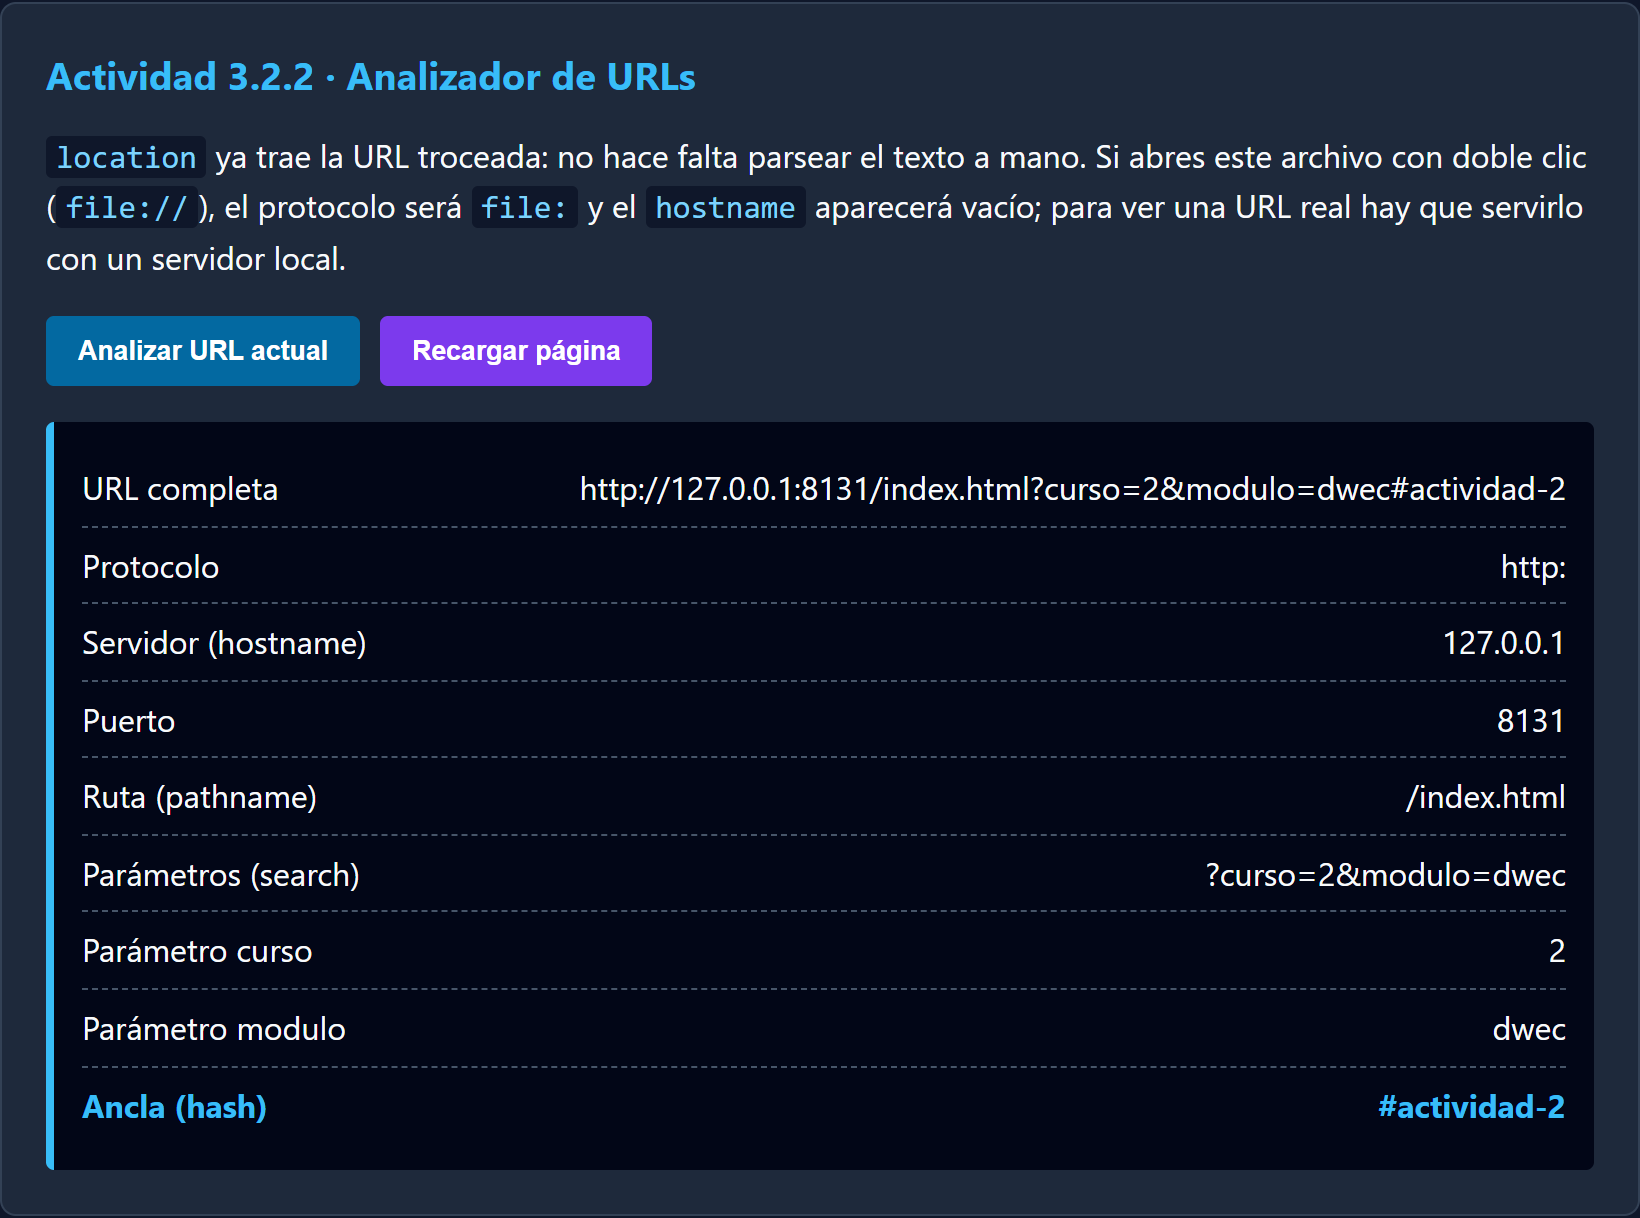 Actividad 3.2.2 · Analizador de URLs
location ya trae la URL troceada: no hace falta parsear el texto a mano. Si abres este archivo con doble clic
(file://), el protocolo será file: y el hostname aparecerá vacío; para ver una URL real hay que servirlo
con un servidor local.
Analizar URL actual Recargar página
URL completa http://127.0.0.1:8131/index.html?curso=2&modulo=dwec#actividad-2
Protocolo http:
Servidor (hostname) 127.0.0.1
Puerto 8131
Ruta (pathname) /index.html
Parámetros (search) ?curso=2&modulo=dwec
Parámetro curso 2
Parámetro modulo dwec
Ancla (hash) #actividad-2